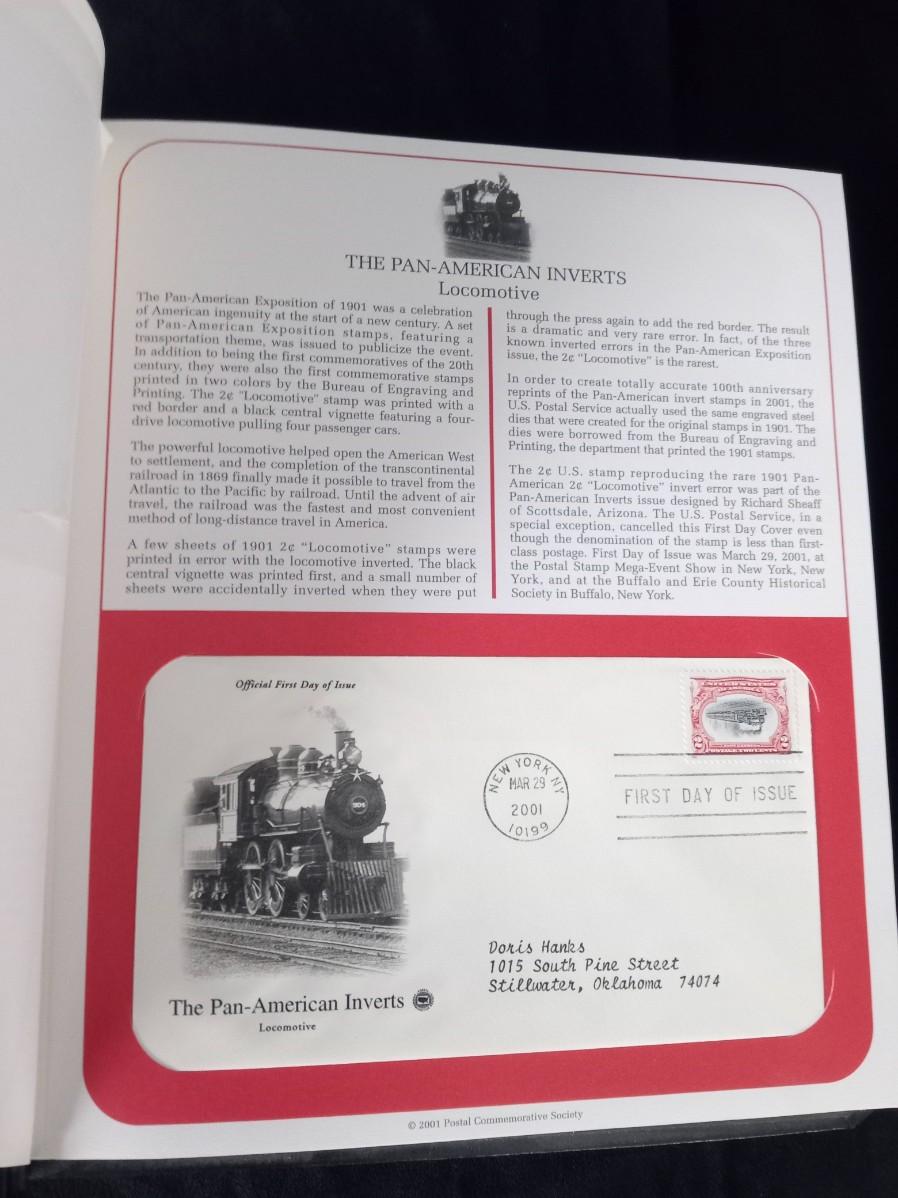 THE PAN-AMERICAN INVERTS
Locomotive
The Pan-American Exposition of 1901 was a celebration
of American ingenuity at the start of a new century. A set
of Pan-American Exposition stamps, featuring a
transportation theme, was issued to publicize the event.
In addition to being the first commemoratives of the 20th
century, they were also the first commemorative stamps
printed in two colors by the Bureau of Engraving and
Printing. The 2¢ "Locomotive" stamp was printed with a
red border and a black central vignette featuring a four-
drive locomotive pulling four passenger cars.
The powerful locomotive helped open the American West
to settlement, and the completion of the transcontinental
railroad in 1869 finally made it possible to travel from the
Atlantic to the Pacific by railroad. Until the advent of air
travel, the railroad was the fastest and most convenient
method of long-distance travel in America.
A few sheets of 1901 2¢ "Locomotive" stamps were
printed in error with the locomotive inverted. The black
central vignette was printed first, and a small number of
sheets were accidentally inverted when they were put
through the press again to add the red border. The result
is a dramatic and very rare error. In fact, of the three
known inverted errors in the Pan-American Exposition
issue, the 2¢ "Locomotive" is the rarest.
In order to create totally accurate 100th anniversary
reprints of the Pan-American invert stamps in 2001, the
U.S. Postal Service actually used the same engraved steel
dies that were created for the original stamps in 1901. The
dies were borrowed from the Bureau of Engraving and
Printing, the department that printed the 1901 stamps.
The 2¢ U.S. stamp reproducing the rare 1901 Pan-
American 2¢ "Locomotive" invert error was part of the
Pan-American Inverts issue designed by Richard Sheaff
of Scottsdale, Arizona. The U.S. Postal Service, in a
special exception, cancelled this First Day Cover even
though the denomination of the stamp is less than first-
class postage. First Day of Issue was March 29, 2001, at
the Postal Stamp Mega-Event Show in New York, New
York, and at the Buffalo and Erie County Historical
Society in Buffalo, New York.
Official First Day of Issue
UNITED STATES
OF AMERICA
2 2
POSTAGE TWO CENTS
NEW YORK NY
MAR 29
2001
10199
FIRST DAY OF ISSUE
Doris Hanks
1015 South Pine Street
Stillwater, Oklahoma 74074
The Pan-American Inverts
Locomotive
© 2001 Postal Commemorative Society